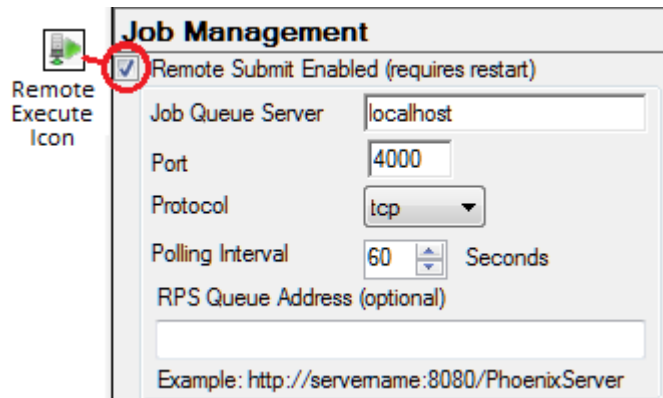 Job Management
Remote Submit Enabled (requires restart)
Remote
Execute
Icon
Job Queue Server localhost
Port 4000
Protocol tcp
Polling Interval 60 Seconds
RPS Queue Address (optional)
Example: http://servername:8080/PhoenixServer